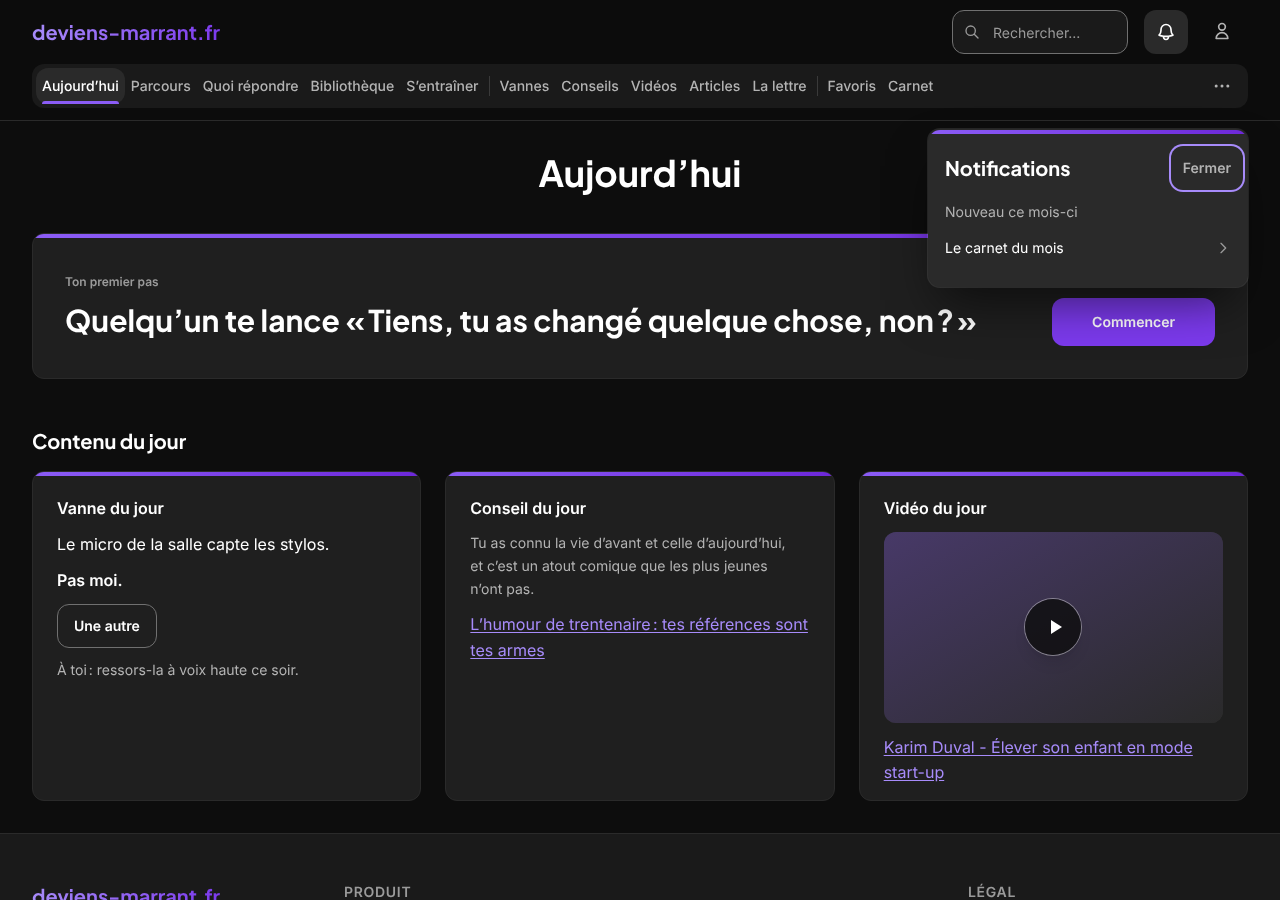 deviens-marrant.fr
Rechercher...
Aujourd’hui Parcours Quoi répondre Bibliothèque S’entraîner Vannes Conseils Vidéos Articles La lettre Favoris Carnet
Aujourd’hui
Notifications
Fermer
Nouveau ce mois-ci
Le carnet du mois
Ton premier pas
Quelqu’un te lance « Tiens, tu as changé quelque chose, non ? »
Commencer
Contenu du jour
Vanne du jour
Le micro de la salle capte les stylos.
Pas moi.
Une autre
À toi : ressors-la à voix haute ce soir.
Conseil du jour
Tu as connu la vie d’avant et celle d’aujourd’hui,
et c’est un atout comique que les plus jeunes
n’ont pas.
L’humour de trentenaire : tes références sont
tes armes
Vidéo du jour
Karim Duval - Élever son enfant en mode
start-up
deviens-marrant.fr
PRODUIT
LÉGAL